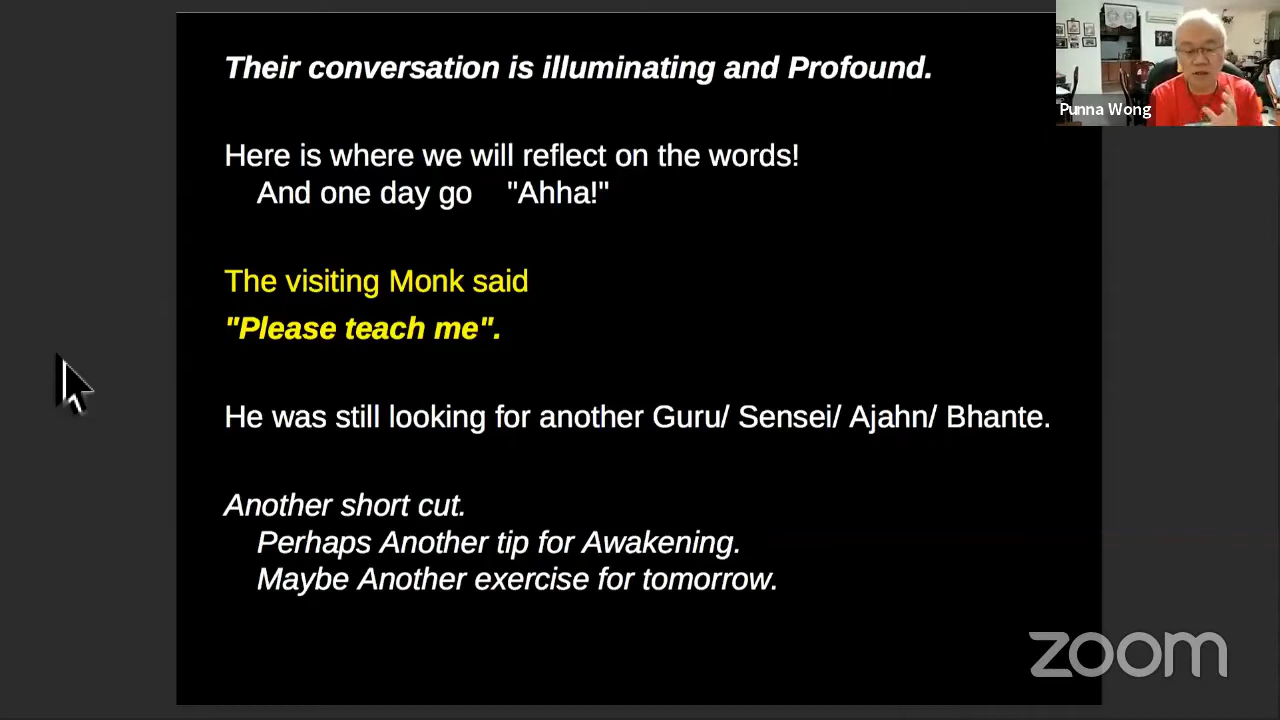 Their conversation is illuminating and Profound.
Here is where we will reflect on the words!
And one day go "Ahha!"
The visiting Monk said
"Please teach me".
He was still looking for another Guru/ Sensei/ Ajahn/ Bhante.
Another short cut.
Perhaps Another tip for Awakening.
Maybe Another exercise for tomorrow.
Punna Wong
zoom